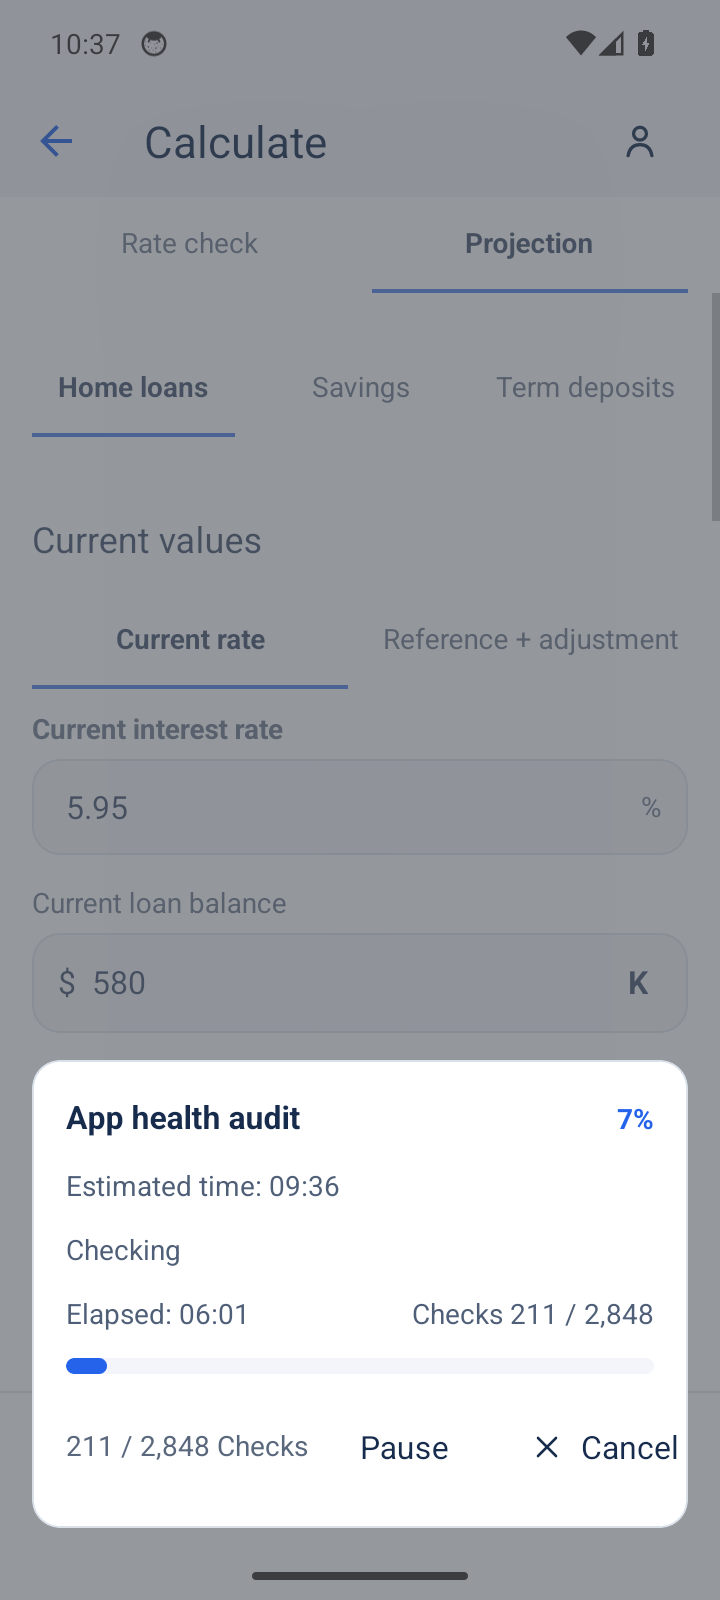 10:37
Calculate
Rate check Projection
Home loans Savings Term deposits
Current values
Current rate Reference + adjustment
Current interest rate
5.95 %
Current loan balance
$ 580 K
App health audit 7%
Estimated time: 09:36
Checking
Elapsed: 06:01 Checks 211 / 2,848
211 / 2,848 Checks Pause Cancel